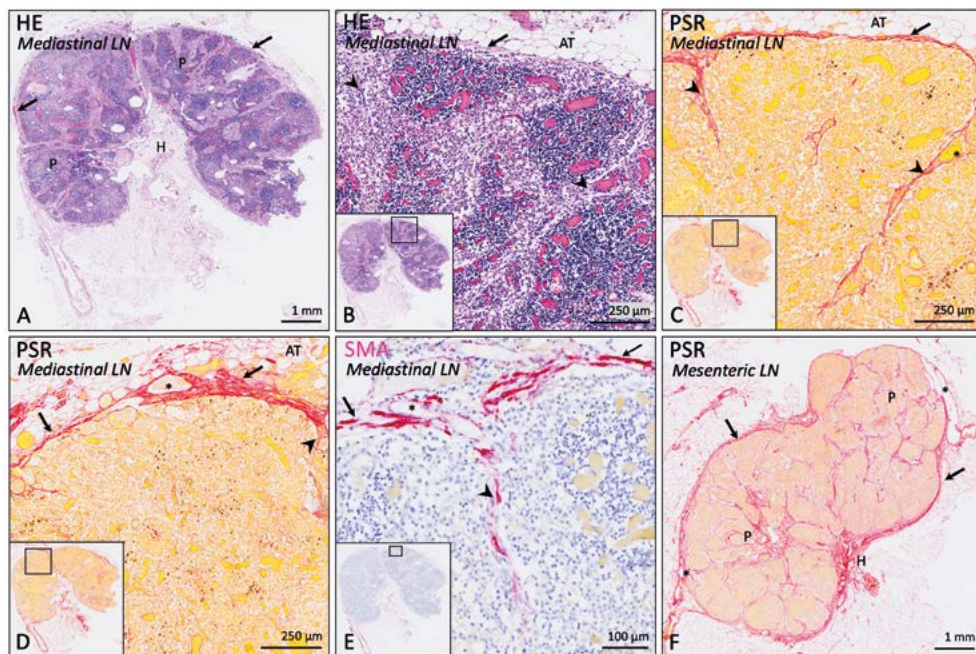 HE
Mediastinal LN
P
P
H
A
1 mm
HE
Mediastinal LN
AT
B
250 µm
PSR
Mediastinal LN
AT
*
C
250 µm
PSR
Mediastinal LN
AT
*
D
250 µm
SMA
Mediastinal LN
*
E
100 µm
PSR
Mesenteric LN
P
*
P
H
*
F
1 mm